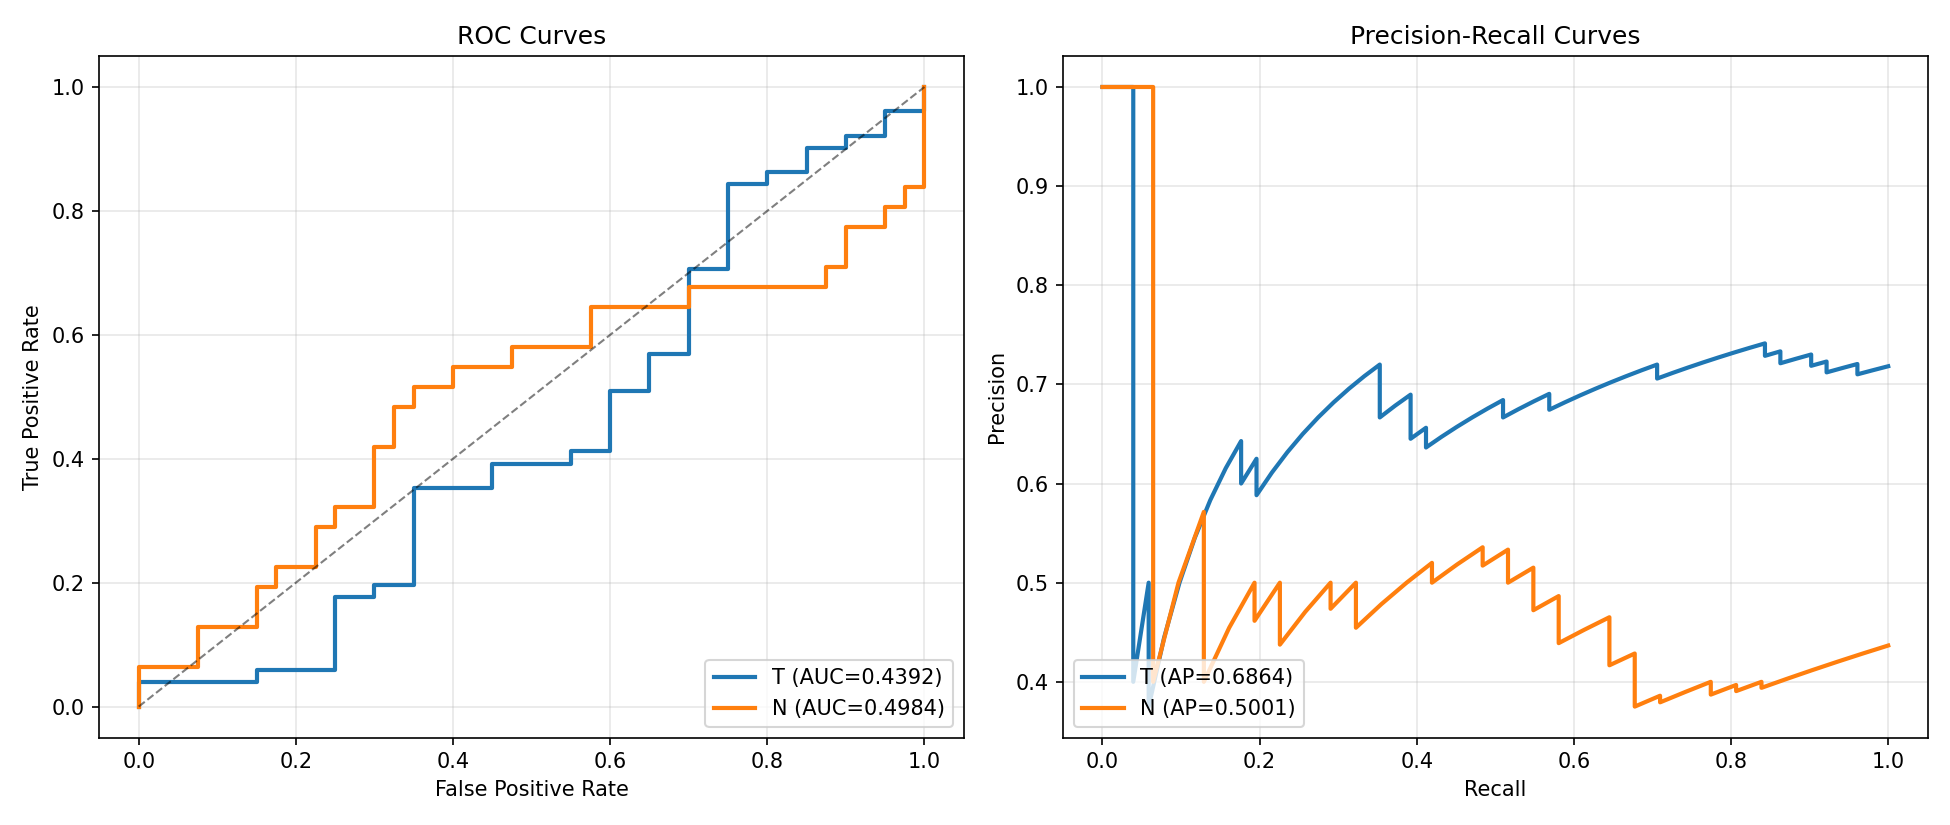 ROC Curves
True Positive Rate
1.0
0.8
0.6
0.4
0.2
0.0
T (AUC=0.4392)
N (AUC=0.4984)
0.0 0.2 0.4 0.6 0.8 1.0
False Positive Rate
Precision-Recall Curves
Precision
1.0
0.9
0.8
0.7
0.6
0.5
0.4
T (AP=0.6864)
N (AP=0.5001)
0.0 0.2 0.4 0.6 0.8 1.0
Recall